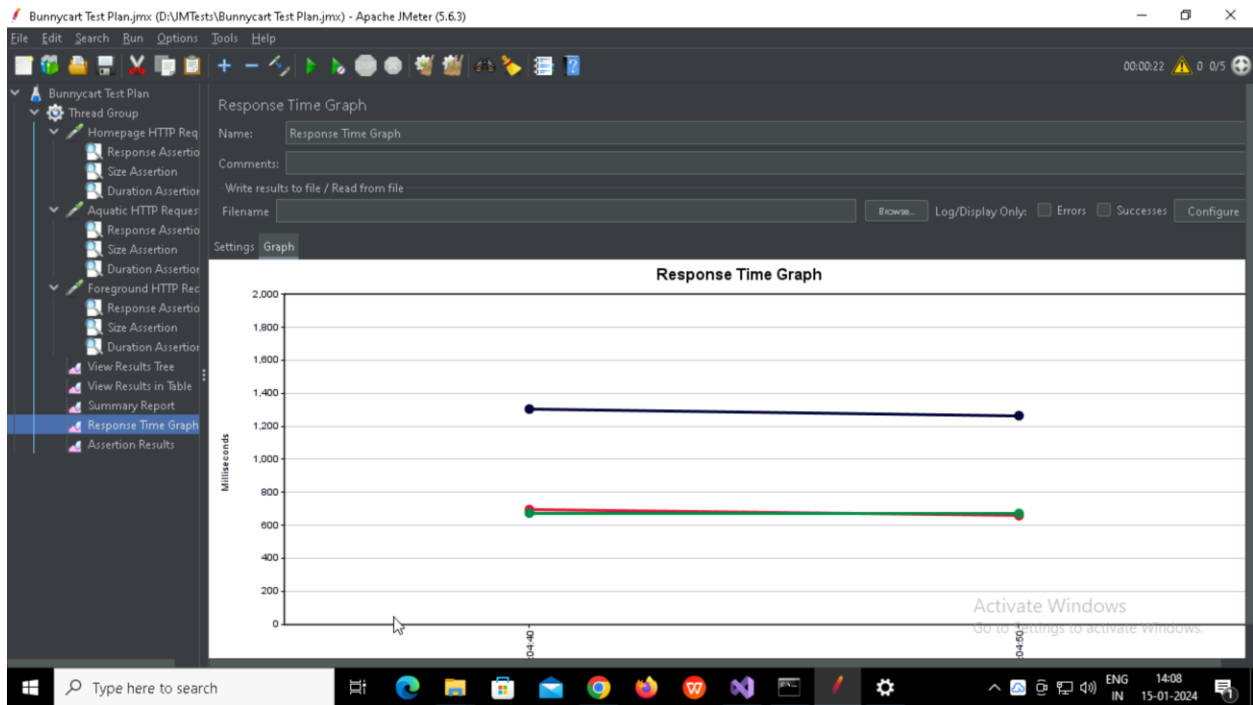 Bunnycart Test Plan.jmx (D:\JMTests\Bunnycart Test Plan.jmx) - Apache JMeter (5.6.3)
File Edit Search Run Options Tools Help
00:00:22 0 0/5
Bunnycart Test Plan
Thread Group
Homepage HTTP Req
Response Assertio
Size Assertion
Duration Assertion
Aquatic HTTP Reques
Response Assertio
Size Assertion
Duration Assertion
Foreground HTTP Rec
Response Assertio
Size Assertion
Duration Assertion
View Results Tree
View Results in Table
Summary Report
Response Time Graph
Assertion Results
Response Time Graph
Name: Response Time Graph
Comments:
Write results to file / Read from file
Filename Browse... Log/Display Only: Errors Successes Configure
Settings Graph
Response Time Graph
2,000
1,800
1,600
1,400
1,200
1,000
800
600
400
200
0
Milliseconds
:04:40
:04:50
Activate Windows
Go to Settings to activate Windows.
Type here to search
ENG
IN
14:08
15-01-2024
1